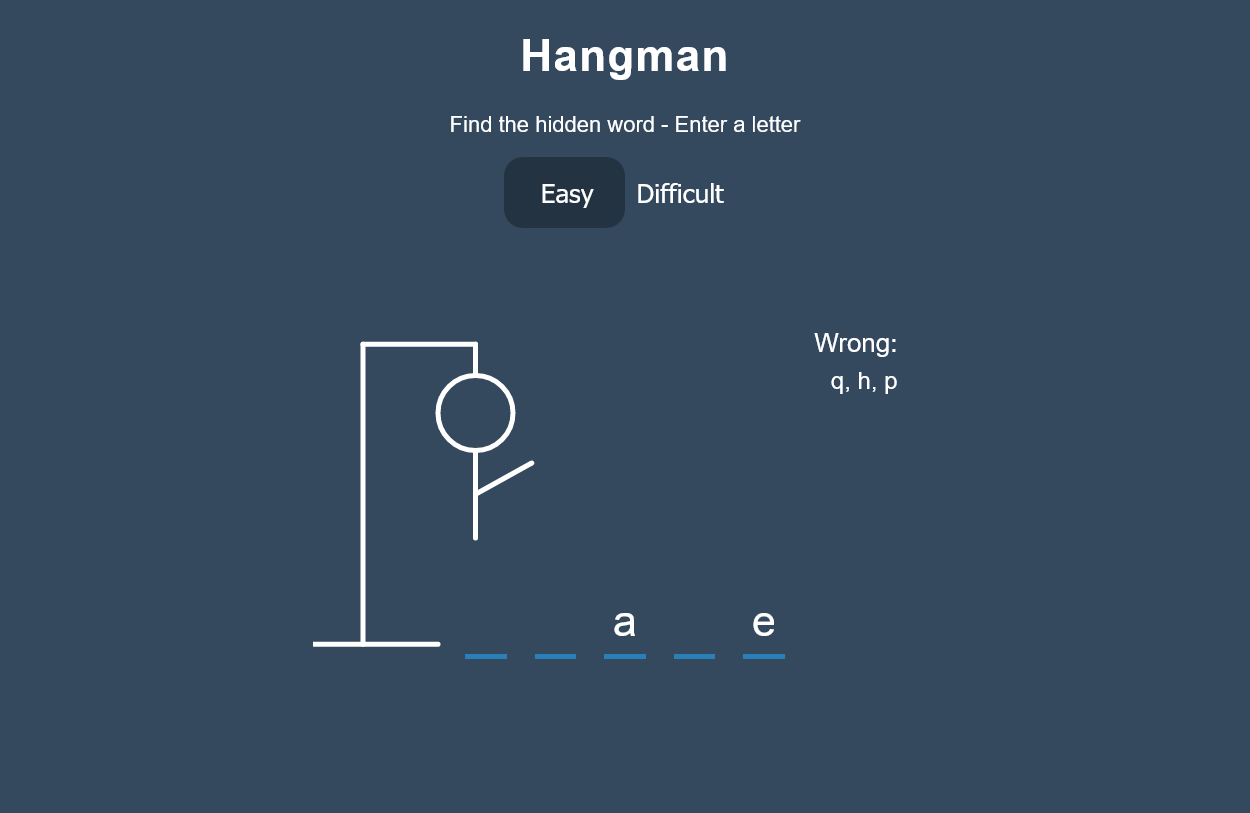 Hangman
Find the hidden word - Enter a letter
Easy Difficult
Wrong:
q, h, p
a e